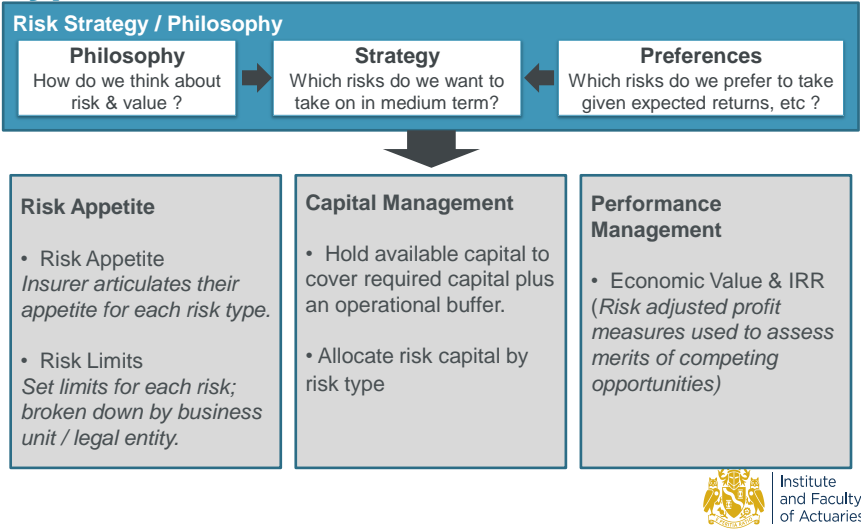 Risk Strategy / Philosophy
Philosophy
How do we think about
risk & value ?
Strategy
Which risks do we want to
take on in medium term?
Preferences
Which risks do we prefer to take
given expected returns, etc ?
Risk Appetite
• Risk Appetite
Insurer articulates their
appetite for each risk type.
• Risk Limits
Set limits for each risk;
broken down by business
unit / legal entity.
Capital Management
• Hold available capital to
cover required capital plus
an operational buffer.
• Allocate risk capital by
risk type
Performance
Management
• Economic Value & IRR
(Risk adjusted profit
measures used to assess
merits of competing
opportunities)
Institute
and Faculty
of Actuaries